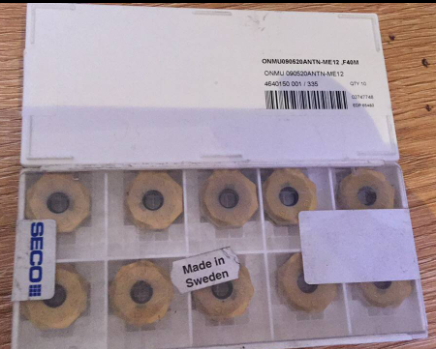 ONMU090520ANTN-ME12 ,F40M
ONMU 090520ANTN-ME12
4640150 001 / 335 QTY 10
SECO
Made in
Sweden